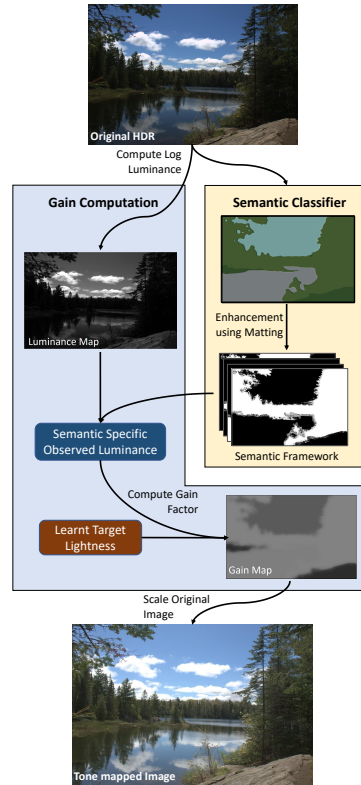 Original HDR
Compute Log
Luminance
Gain Computation
Semantic Classifier
Enhancement
using Matting
Luminance Map
Semantic Framework
Semantic Specific
Observed Luminance
Compute Gain
Factor
Learnt Target
Lightness
Gain Map
Scale Original
Image
Tone mapped Image